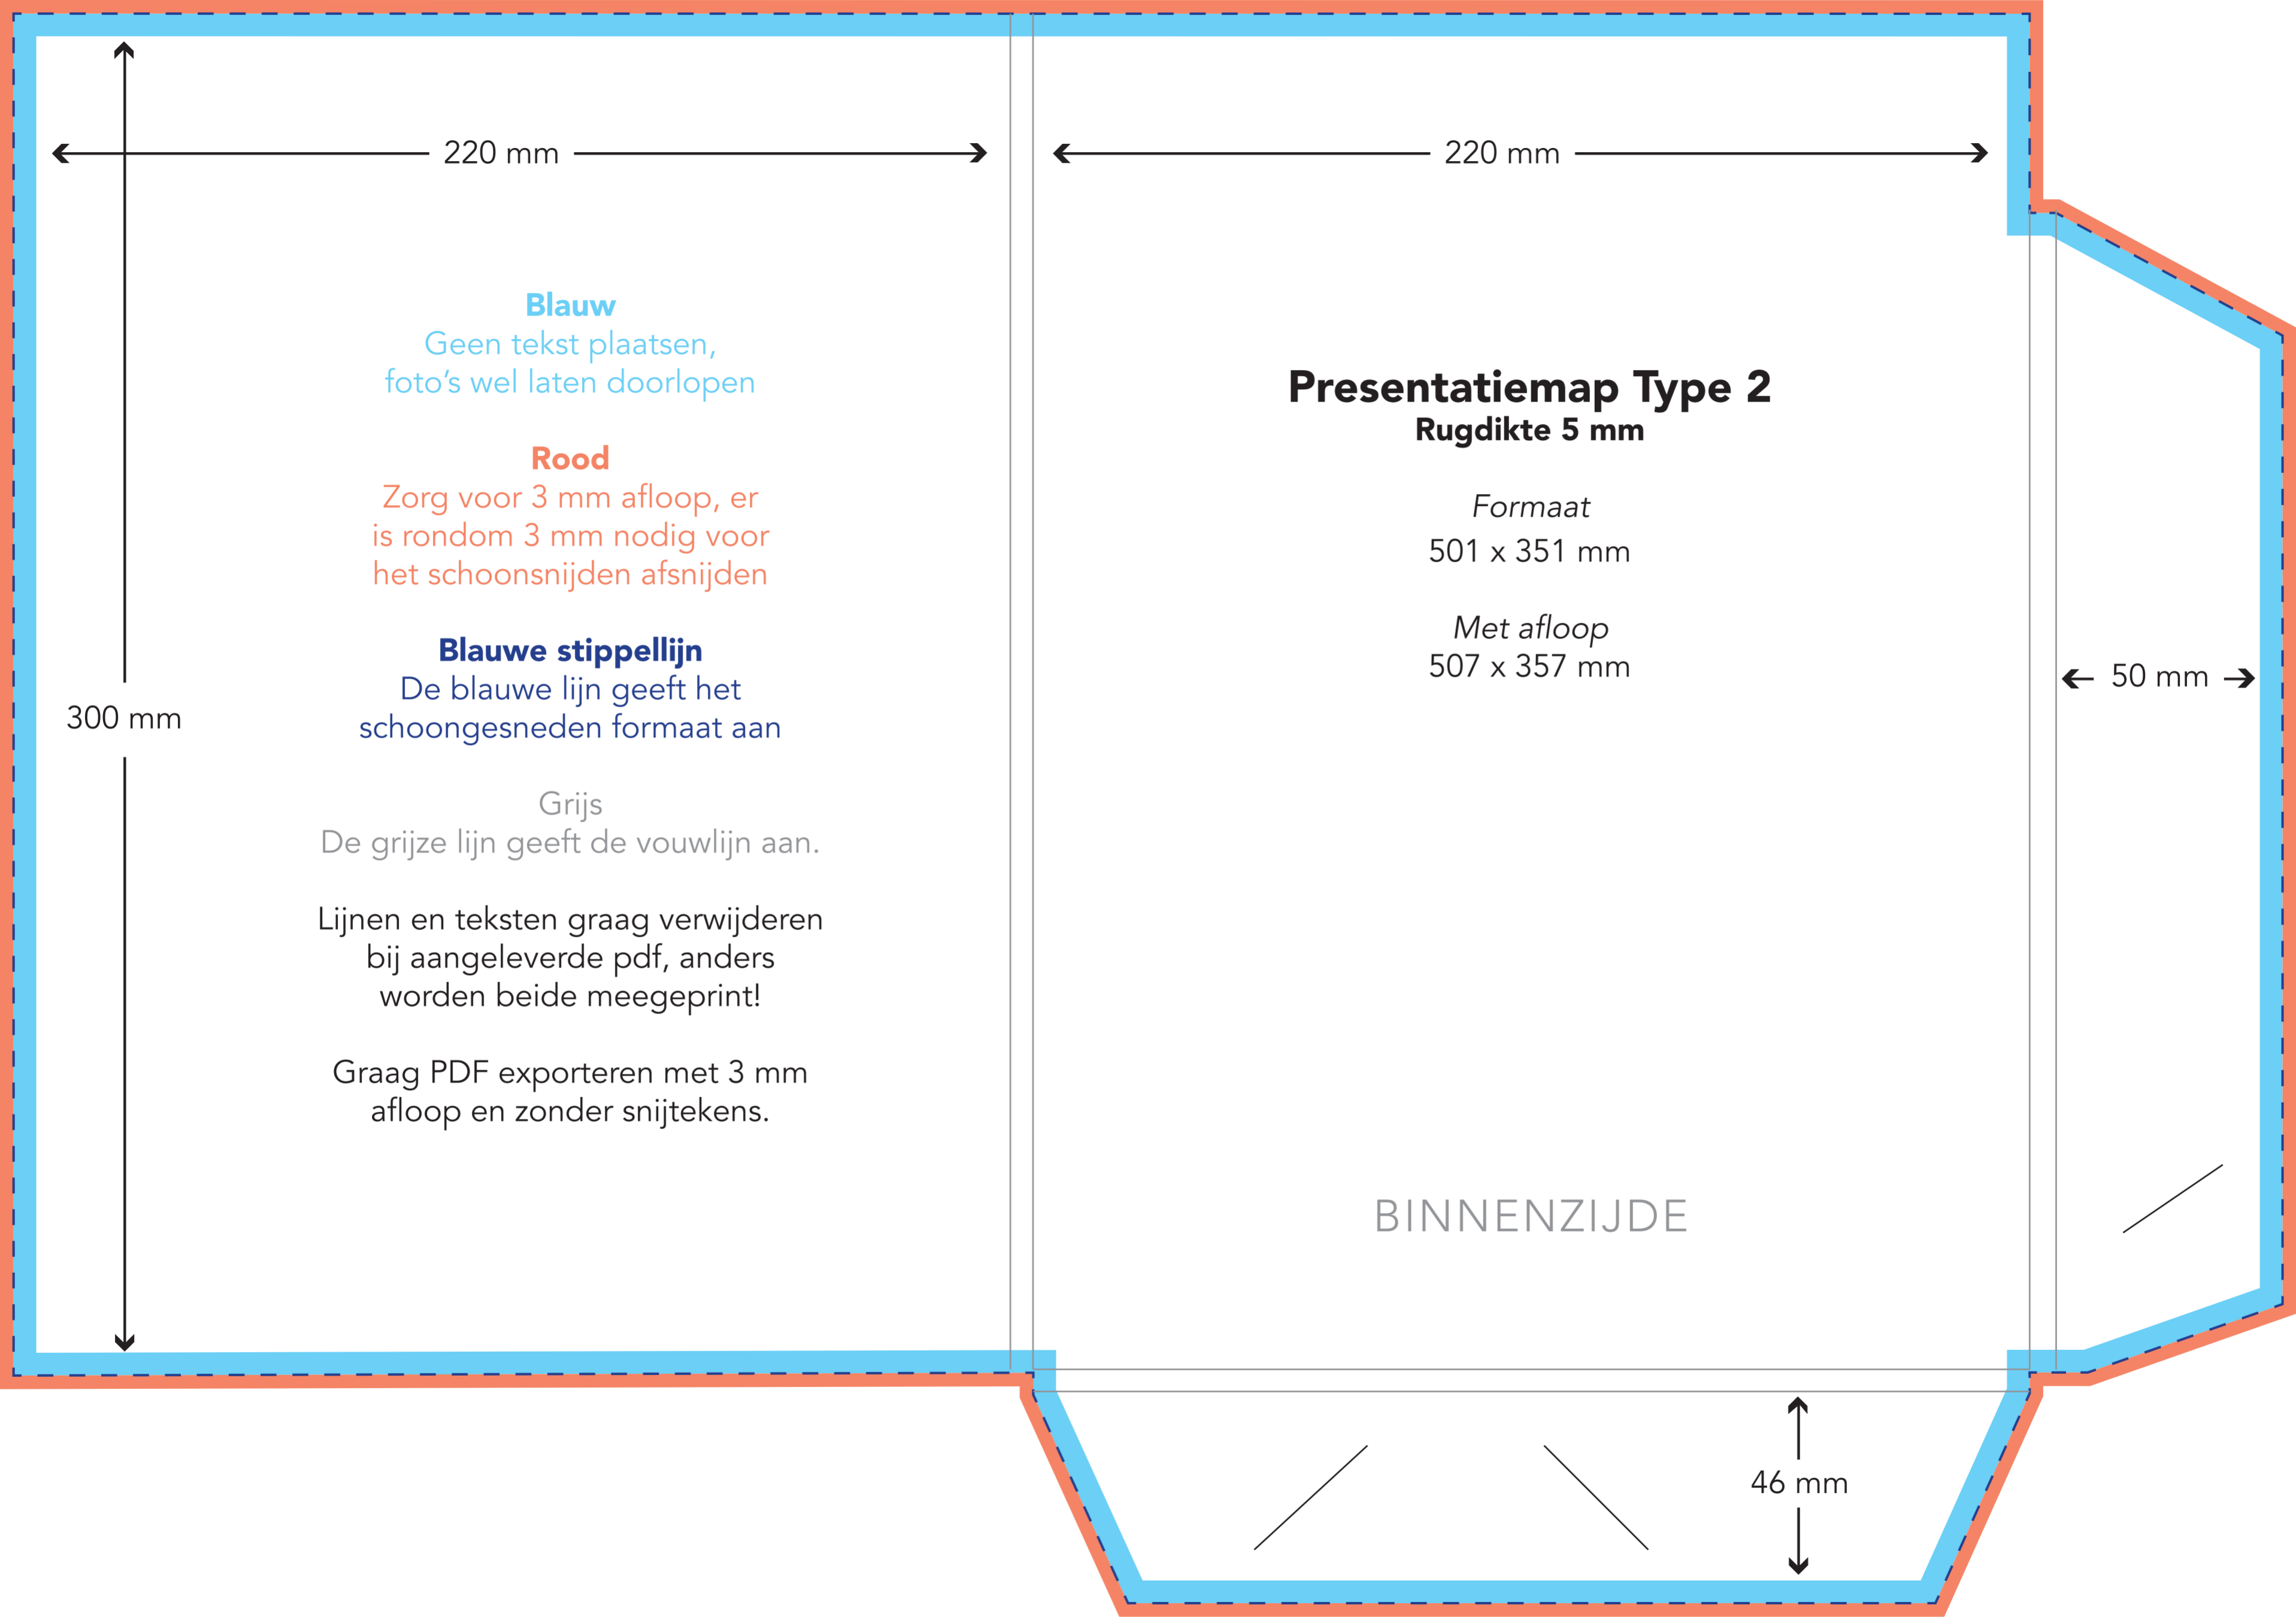 220 mm
220 mm
Blauw
Geen tekst plaatsen,
foto’s wel laten doorlopen
Rood
Zorg voor 3 mm afloop, er
is rondom 3 mm nodig voor
het schoonsnijden afsnijden
Blauwe stippellijn
De blauwe lijn geeft het
schoongesneden formaat aan
300 mm
Grijs
De grijze lijn geeft de vouwlijn aan.
Lijnen en teksten graag verwijderen
bij aangeleverde pdf, anders
worden beide meegeprint!
Graag PDF exporteren met 3 mm
afloop en zonder snijtekens.
Presentatiemap Type 2
Rugdikte 5 mm
Formaat
501 x 351 mm
Met afloop
507 x 357 mm
50 mm
BINNENZIJDE
46 mm